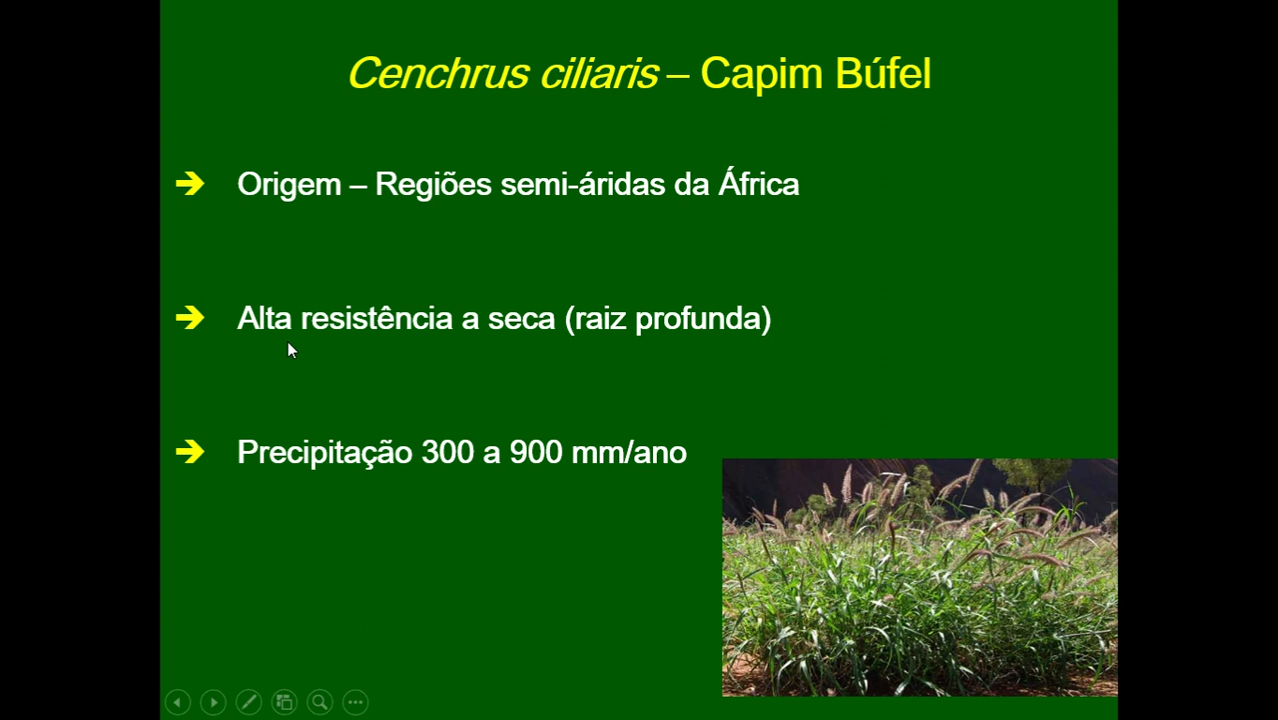 Cenchrus ciliaris – Capim Búfel
➔ Origem – Regiões semi-áridas da África
➔ Alta resistência a seca (raiz profunda)
➔ Precipitação 300 a 900 mm/ano